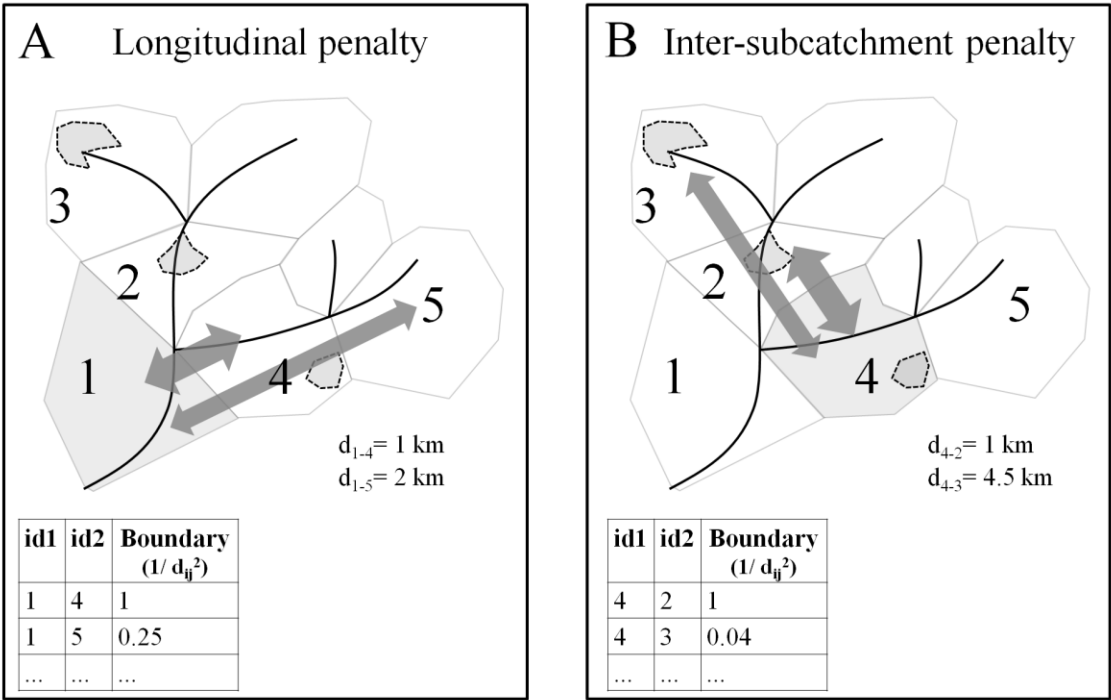 A Longitudinal penalty
3
2
1
5
4
d1-4= 1 km
d1-5= 2 km
id1 id2 Boundary
(1/ dij2)
1 4 1
1 5 0.25
... ... ...
B Inter-subcatchment penalty
3
2
1
5
4
d4-2= 1 km
d4-3= 4.5 km
id1 id2 Boundary
(1/ dij2)
4 2 1
4 3 0.04
... ... ...